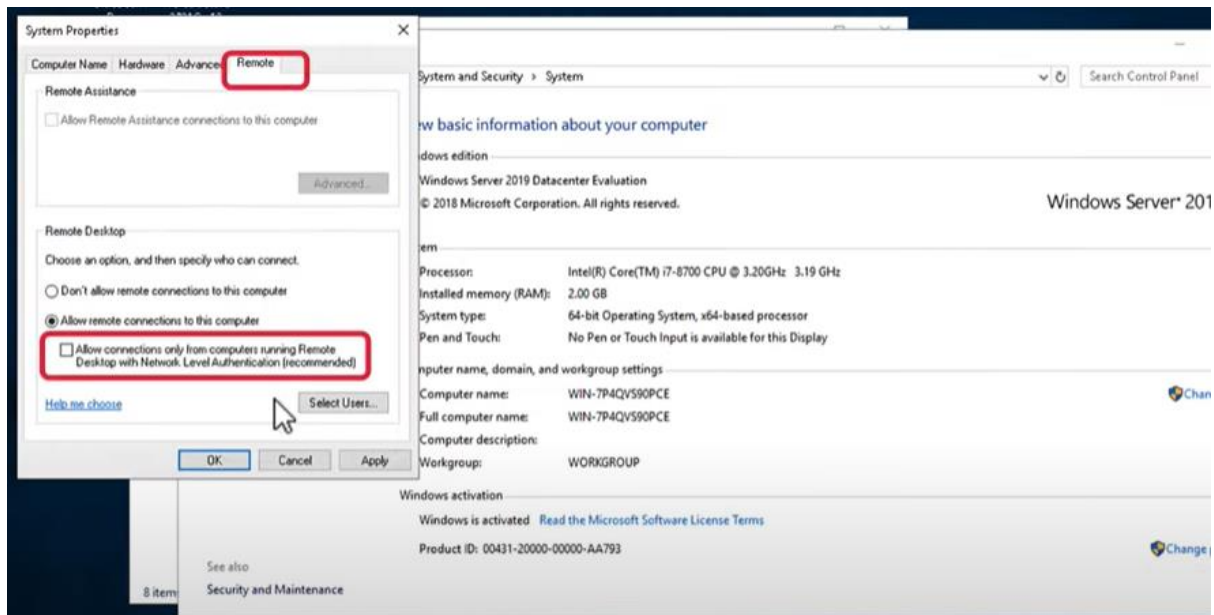 System Properties
Computer Name Hardware Advanced Remote
Remote Assistance
Allow Remote Assistance connections to this computer
Advanced...
Remote Desktop
Choose an option, and then specify who can connect.
Don't allow remote connections to this computer
Allow remote connections to this computer
Allow connections only from computers running Remote
Desktop with Network Level Authentication (recommended)
Help me choose
Select Users...
OK Cancel Apply
System and Security › System
Search Control Panel
ew basic information about your computer
dows edition
Windows Server 2019 Datacenter Evaluation
© 2018 Microsoft Corporation. All rights reserved.
Windows Server 201
em
Processor: Intel(R) Core(TM) i7-8700 CPU @ 3.20GHz 3.19 GHz
Installed memory (RAM): 2.00 GB
System type: 64-bit Operating System, x64-based processor
Pen and Touch: No Pen or Touch Input is available for this Display
nputer name, domain, and workgroup settings
Computer name: WIN-7P4QVS90PCE
Chan
Full computer name: WIN-7P4QVS90PCE
Computer description:
Workgroup: WORKGROUP
Windows activation
Windows is activated Read the Microsoft Software License Terms
Product ID: 00431-20000-00000-AA793
Change
See also
Security and Maintenance
8 item